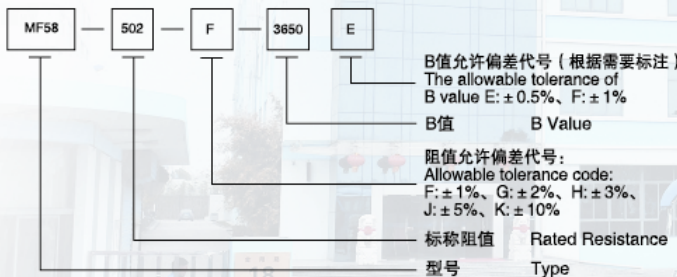 MF58 — 502 — F — 3650 E
B值允许偏差代号（根据需要标注）
The allowable tolerance of
B value E: ±0.5%、F: ±1%
B值 B Value
阻值允许偏差代号：
Allowable tolerance code:
F: ±1%、G: ±2%、H: ±3%、
J: ±5%、K: ±10%
标称阻值 Rated Resistance
型号 Type